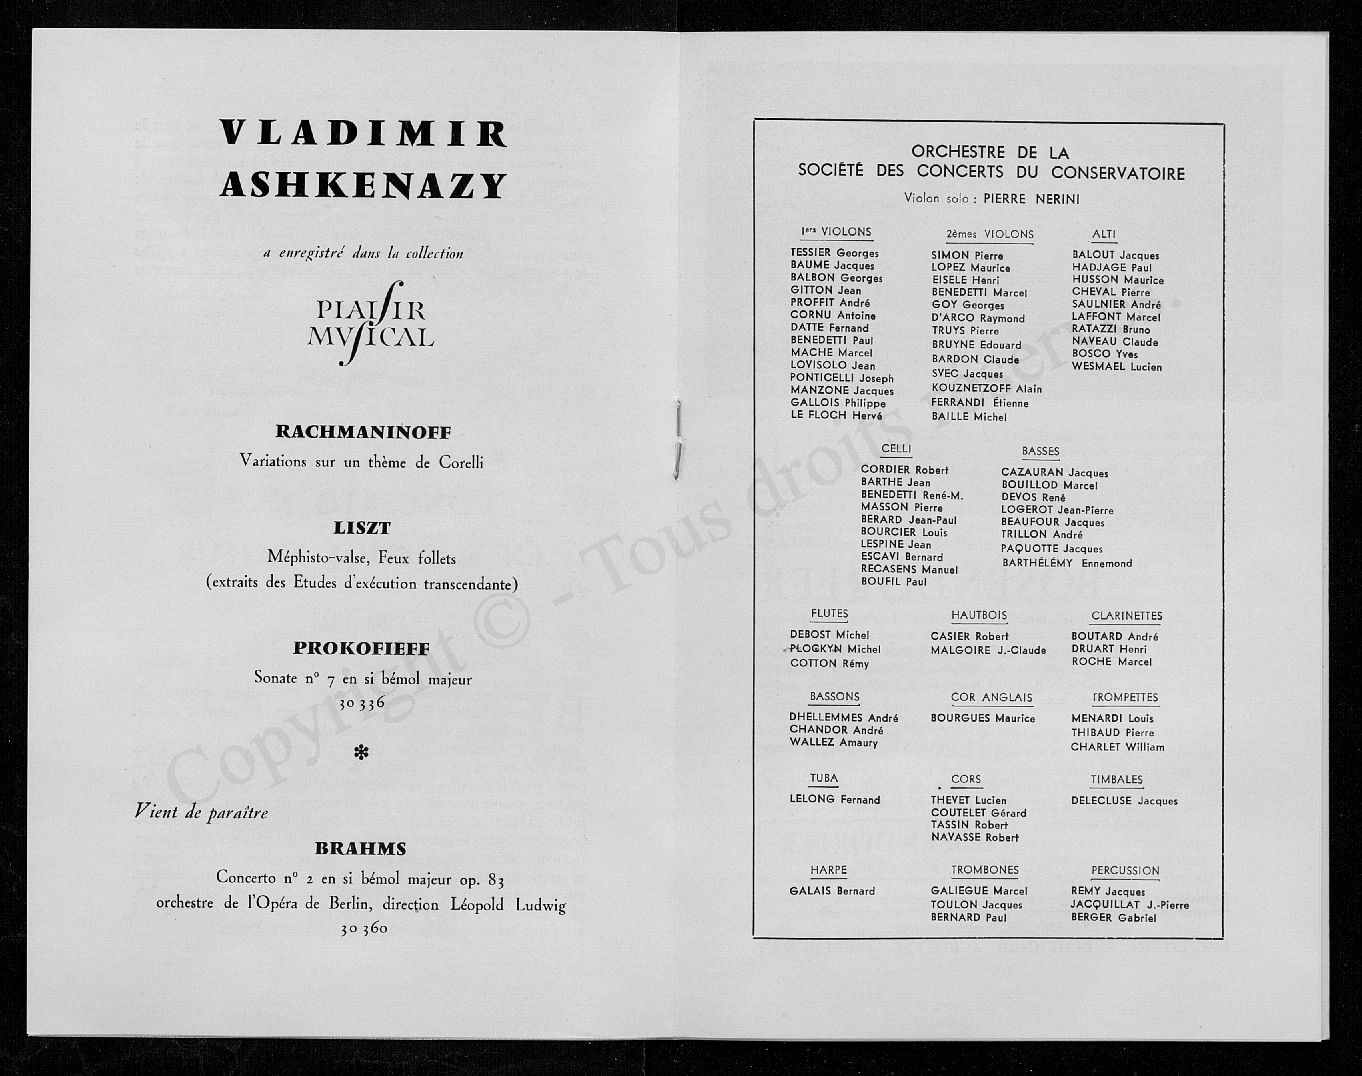 VLADIMIR
ASHKENAZY
a enregistré dans la collection
PLAISIR
MUSICAL
RACHMANINOFF
Variations sur un thème de Corelli
LISZT
Méphisto-valse, Feux follets
(extraits des Etudes d'exécution transcendante)
PROKOFIEFF
Sonate n° 7 en si bémol majeur
30 336
*
Vient de paraître
BRAHMS
Concerto n° 2 en si bémol majeur op. 83
orchestre de l'Opéra de Berlin, direction Léopold Ludwig
30 360
ORCHESTRE DE LA
SOCIÉTÉ DES CONCERTS DU CONSERVATOIRE
Violon solo : PIERRE NERINI
1ers VIOLONS
TESSIER Georges
BAUME Jacques
BALBON Georges
GITTON Jean
PROFFIT André
CORNU Antoine
DATTE Fernand
BENEDETTI Paul
MACHE Marcel
LOVISOLO Jean
PONTICELLI Joseph
MANZONE Jacques
GALLOIS Philippe
LE FLOCH Hervé
2èmes VIOLONS
SIMON Pierre
LOPEZ Maurice
EISELE Henri
BENEDETTI Marcel
GOY Georges
D'ARCO Raymond
TRUYS Pierre
BRUYNE Edouard
BARDON Claude
SVEC Jacques
KOUZNETZOFF Alain
FERRANDI Étienne
BAILLE Michel
ALTI
BALOUT Jacques
HADJAGE Paul
HUSSON Maurice
CHEVAL Pierre
SAULNIER André
LAFFONT Marcel
RATAZZI Bruno
NAVEAU Claude
BOSCO Yves
WESMAEL Lucien
CELLI
CORDIER Robert
BARTHE Jean
BENEDETTI René-M.
MASSON Pierre
BERARD Jean-Paul
BOURCIER Louis
LESPINE Jean
ESCAVI Bernard
RECASENS Manuel
BOUFIL Paul
BASSES
CAZAURAN Jacques
BOUILLOD Marcel
DEVOS René
LOGEROT Jean-Pierre
BEAUFOUR Jacques
TRILLON André
PAQUOTTE Jacques
BARTHÉLÉMY Ennemond
FLUTES
DEBOST Michel
PLOCKYN Michel
COTTON Rémy
HAUTBOIS
CASIER Robert
MALGOIRE J.-Claude
CLARINETTES
BOUTARD André
DRUART Henri
ROCHE Marcel
BASSONS
DHELLEMMES André
CHANDOR André
WALLEZ Amaury
COR ANGLAIS
BOURGUES Maurice
TROMPETTES
MENARDI Louis
THIBAUD Pierre
CHARLET William
TUBA
LELONG Fernand
CORS
THEVET Lucien
COUTELET Gérard
TASSIN Robert
NAVASSE Robert
TIMBALES
DELECLUSE Jacques
HARPE
GALAIS Bernard
TROMBONES
GALIEGUE Marcel
TOULON Jacques
BERNARD Paul
PERCUSSION
REMY Jacques
JACQUILLAT J.-Pierre
BERGER Gabriel
Copyright © - Tous droits